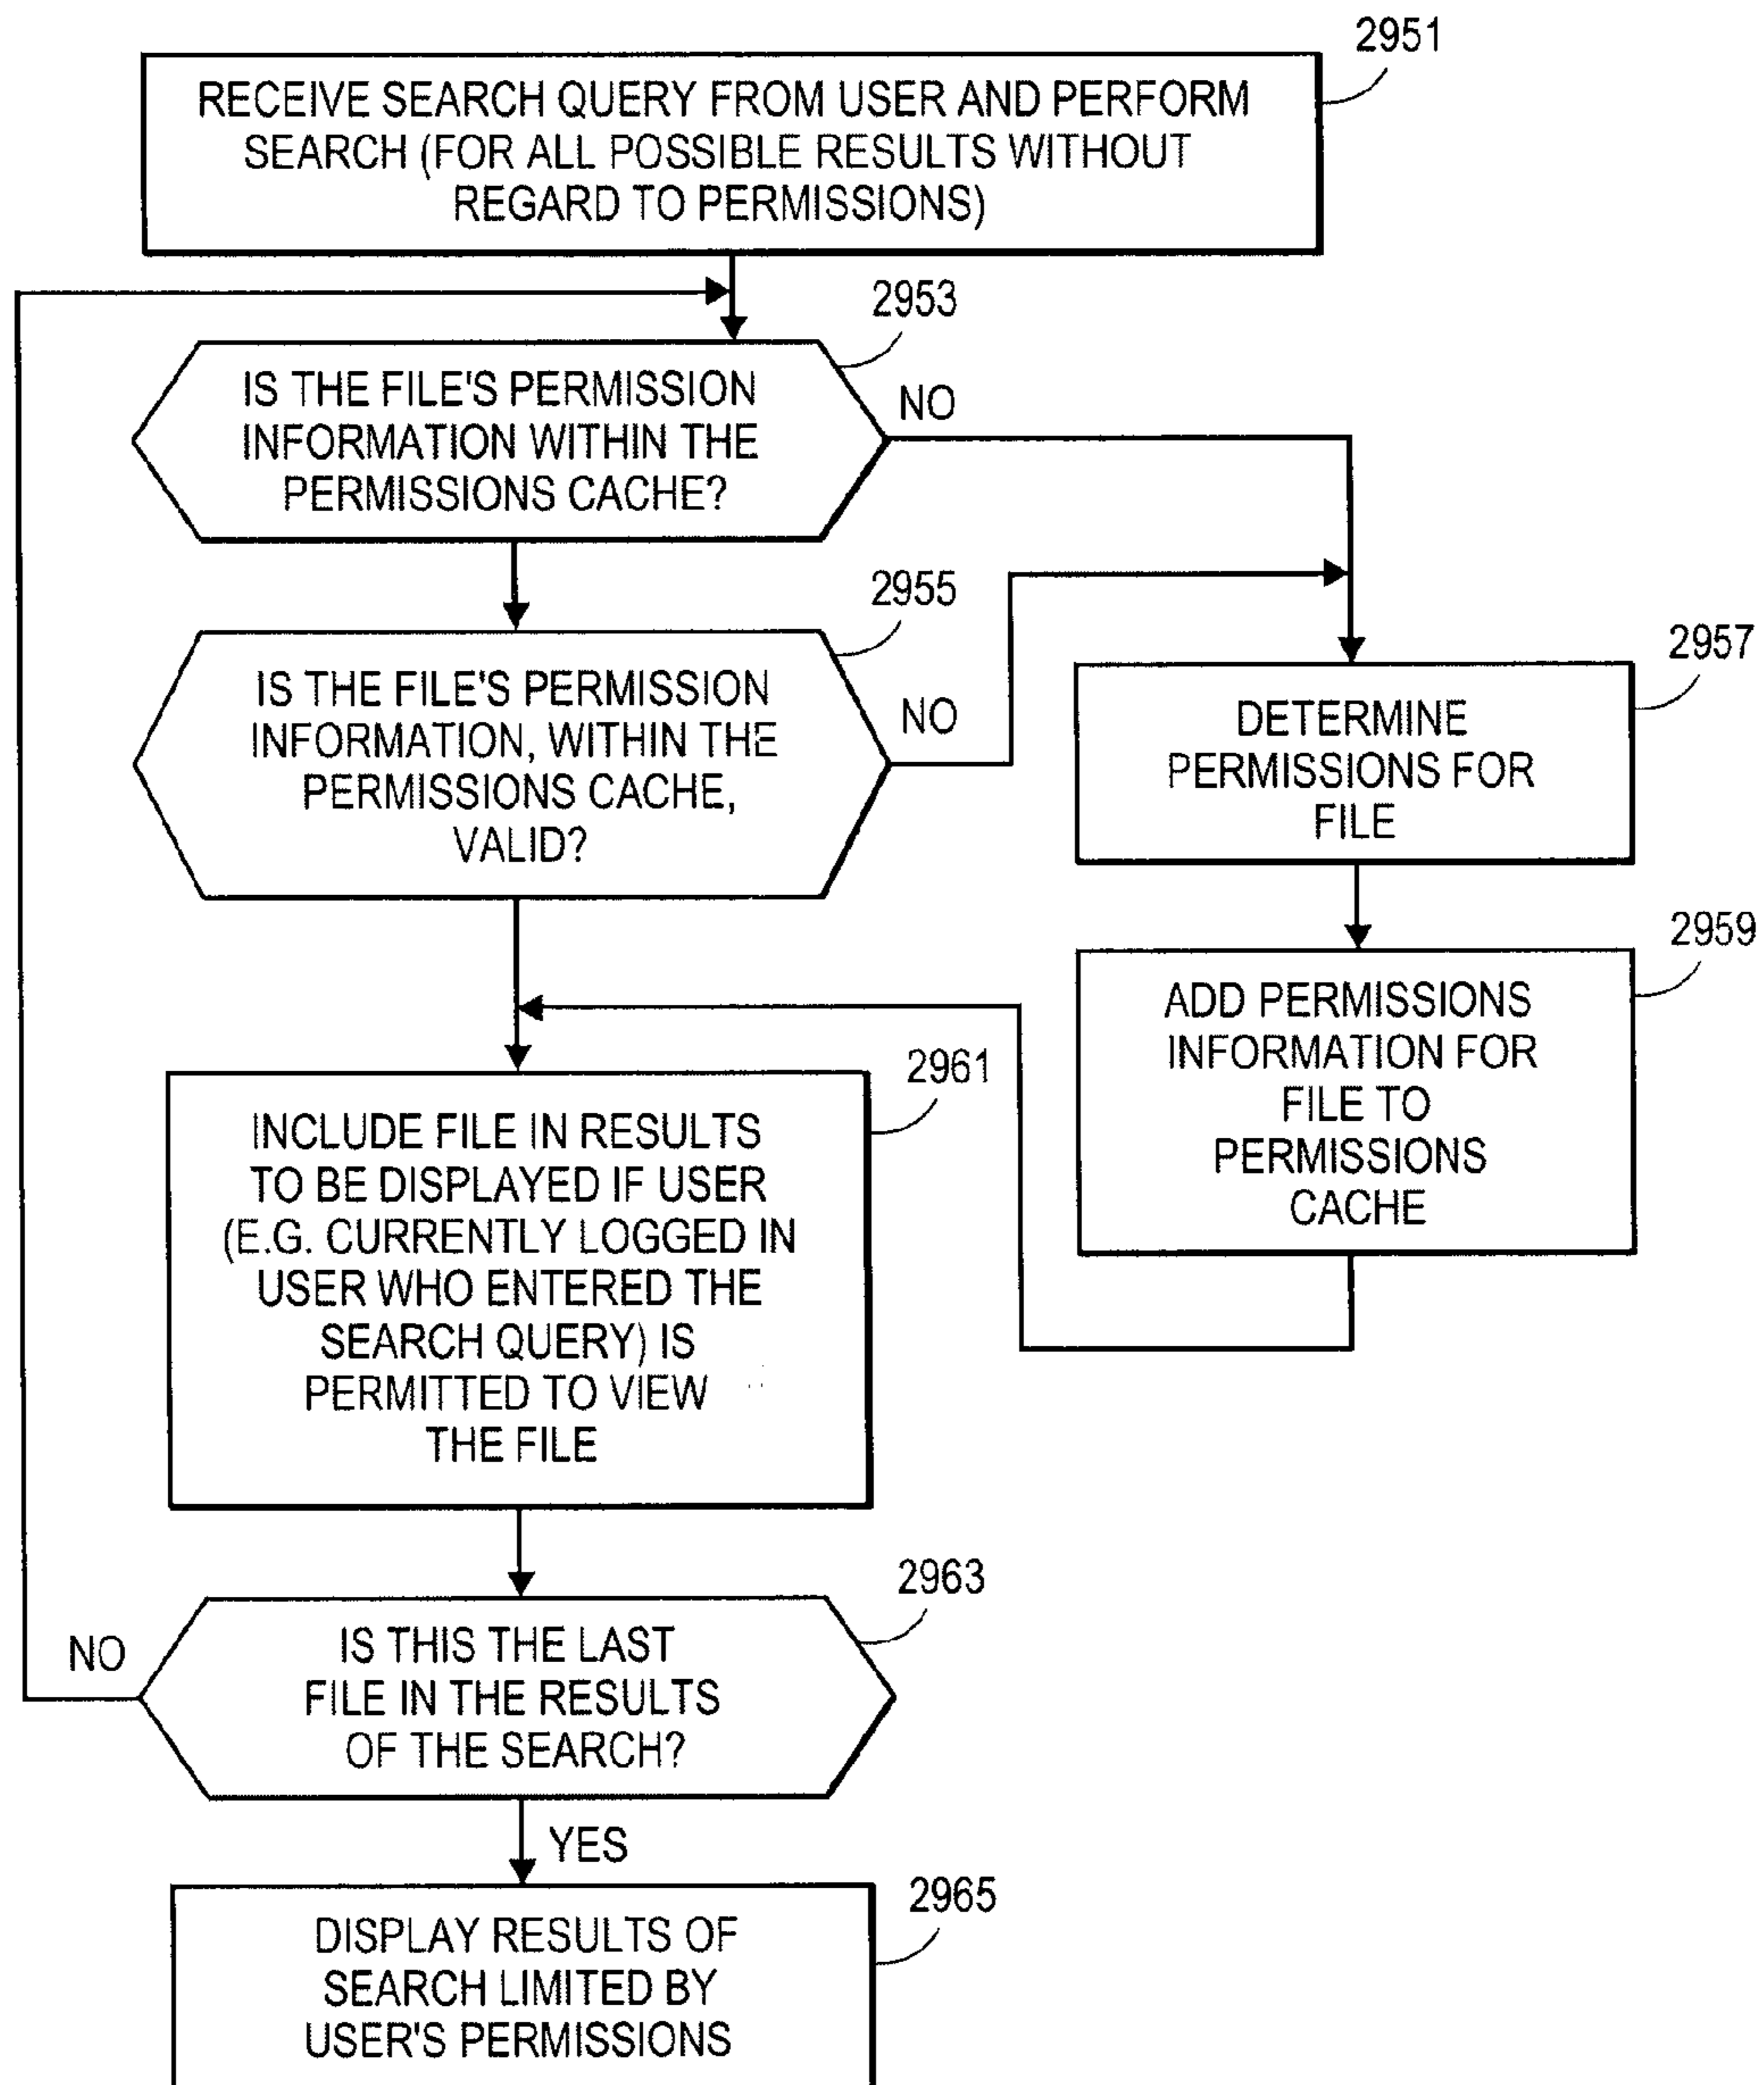 2951
RECEIVE SEARCH QUERY FROM USER AND PERFORM
SEARCH (FOR ALL POSSIBLE RESULTS WITHOUT
REGARD TO PERMISSIONS)
2953
IS THE FILE'S PERMISSION
INFORMATION WITHIN THE
PERMISSIONS CACHE?
NO
2955
IS THE FILE'S PERMISSION
INFORMATION, WITHIN THE
PERMISSIONS CACHE,
VALID?
NO
2957
DETERMINE
PERMISSIONS FOR
FILE
2959
ADD PERMISSIONS
INFORMATION FOR
FILE TO
PERMISSIONS
CACHE
2961
INCLUDE FILE IN RESULTS
TO BE DISPLAYED IF USER
(E.G. CURRENTLY LOGGED IN
USER WHO ENTERED THE
SEARCH QUERY) IS
PERMITTED TO VIEW
THE FILE
2963
IS THIS THE LAST
FILE IN THE RESULTS
OF THE SEARCH?
NO
YES
2965
DISPLAY RESULTS OF
SEARCH LIMITED BY
USER'S PERMISSIONS